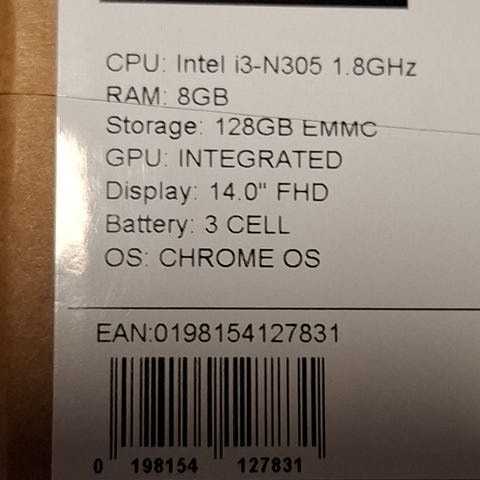 CPU: Intel i3-N305 1.8GHz
RAM: 8GB
Storage: 128GB EMMC
GPU: INTEGRATED
Display: 14.0" FHD
Battery: 3 CELL
OS: CHROME OS
EAN:0198154127831
0 198154 127831